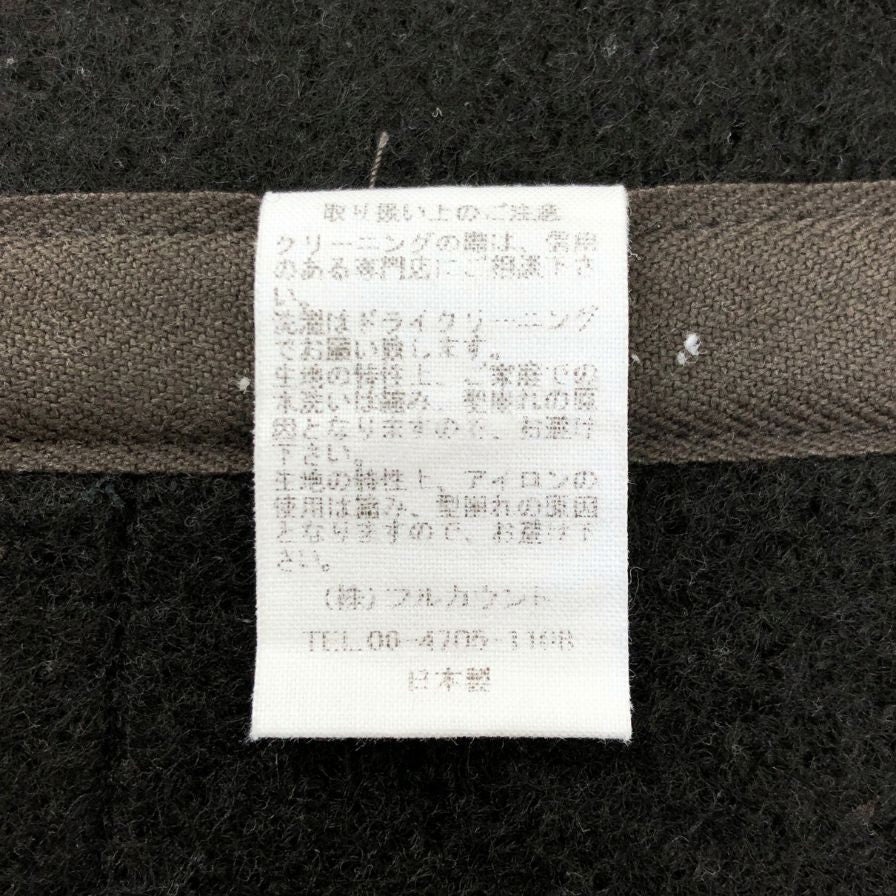 取り扱い上のご注意
クリーニングの際は、信用
のある専門店にご相談下さ
い。
洗濯はドライクリーニング
でお願い致します。
生地の特性上、ご家庭での
水洗いは縮み、型崩れの原
因となりますので、お避け
下さい。
生地の特性上、アイロンの
使用は縮み、型崩れの原因
となりますので、お避け下
さい。
(株)フルカウント
TEL.
日本製